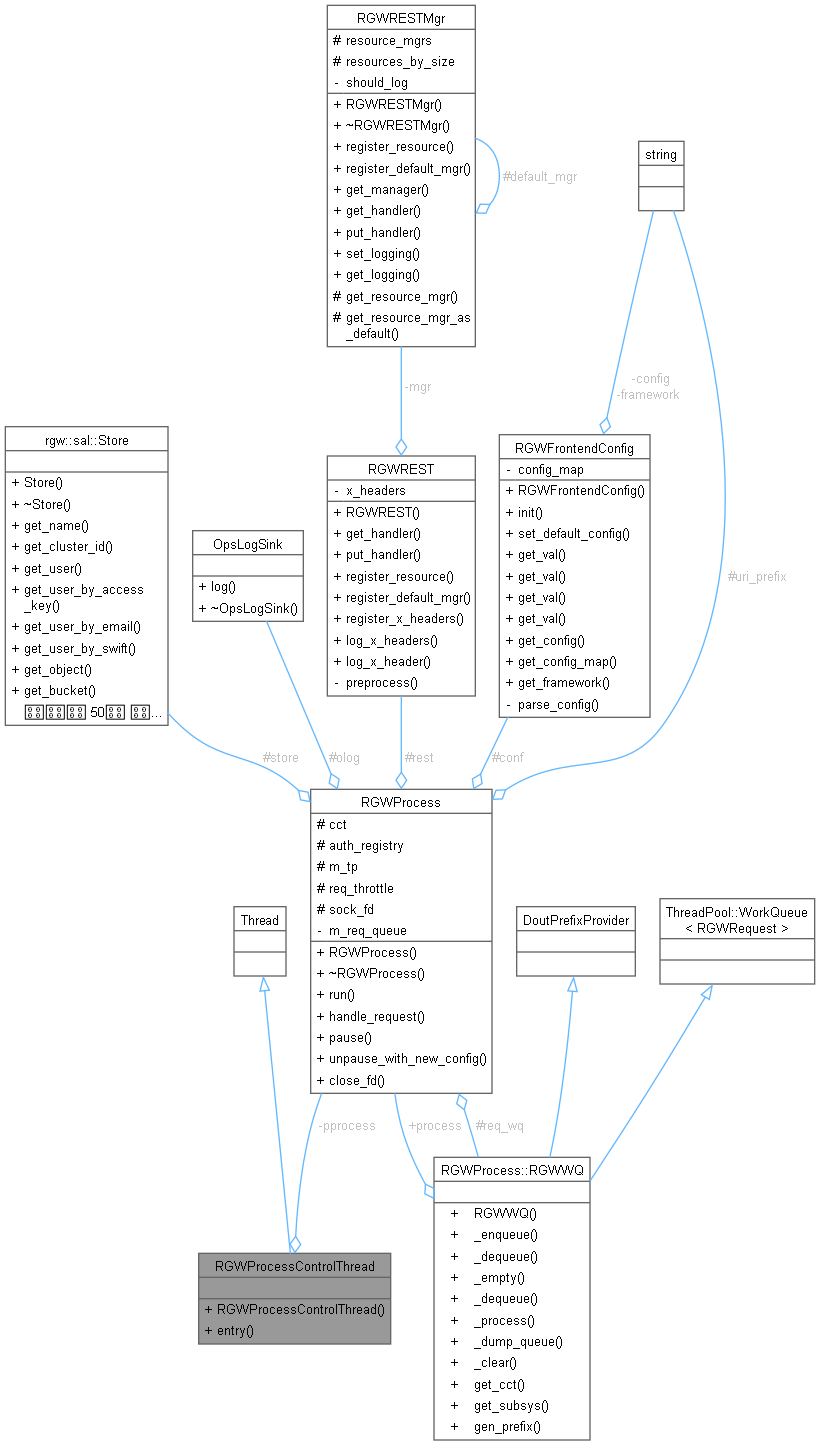 RGWRESTMgr
# resource_mgrs
# resources_by_size
- should_log
+ RGWRESTMgr()
+ ~RGWRESTMgr()
+ register_resource()
+ register_default_mgr()
+ get_manager()
+ get_handler()
+ put_handler()
+ set_logging()
+ get_logging()
# get_resource_mgr()
# get_resource_mgr_as
_default()
#default_mgr
string
-mgr
-config
-framework
rgw::sal::Store
+ Store()
+ ~Store()
+ get_name()
+ get_cluster_id()
+ get_user()
+ get_user_by_access
_key()
+ get_user_by_email()
+ get_user_by_swift()
+ get_object()
+ get_bucket()
50 ...
OpsLogSink
+ log()
+ ~OpsLogSink()
RGWREST
- x_headers
+ RGWREST()
+ get_handler()
+ put_handler()
+ register_resource()
+ register_default_mgr()
+ register_x_headers()
+ log_x_headers()
+ log_x_header()
- preprocess()
RGWFrontendConfig
- config_map
+ RGWFrontendConfig()
+ init()
+ set_default_config()
+ get_val()
+ get_val()
+ get_val()
+ get_val()
+ get_config()
+ get_config_map()
+ get_framework()
- parse_config()
#uri_prefix
#store
#olog
#rest
#conf
RGWProcess
# cct
# auth_registry
# m_tp
# req_throttle
# sock_fd
- m_req_queue
+ RGWProcess()
+ ~RGWProcess()
+ run()
+ handle_request()
+ pause()
+ unpause_with_new_config()
+ close_fd()
Thread
DoutPrefixProvider
ThreadPool::WorkQueue
< RGWRequest >
-pprocess
+process
#req_wq
RGWProcessControlThread
+ RGWProcessControlThread()
+ entry()
RGWProcess::RGWWQ
+ RGWWQ()
+ _enqueue()
+ _dequeue()
+ _empty()
+ _dequeue()
+ _process()
+ _dump_queue()
+ _clear()
+ get_cct()
+ get_subsys()
+ gen_prefix()